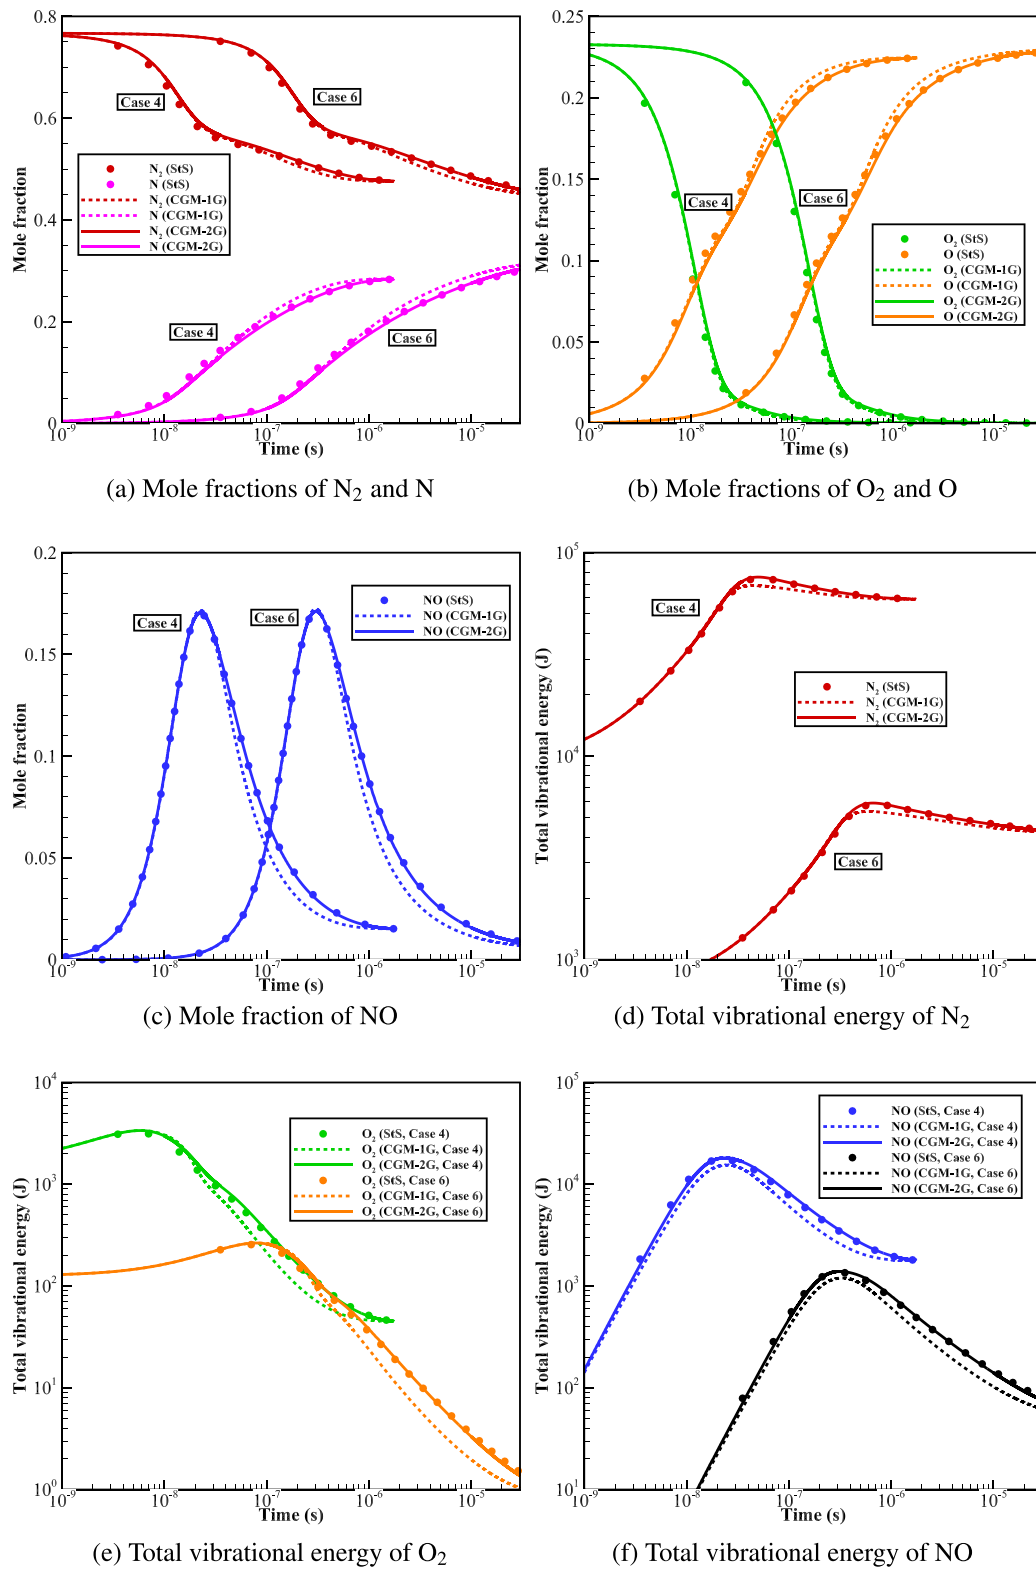 0.8
0.6
0.4
0.2
0
Mole fraction
Case 4
Case 6
N₂ (StS)
N (StS)
N₂ (CGM-1G)
N (CGM-1G)
N₂ (CGM-2G)
N (CGM-2G)
Case 4
Case 6
10⁻⁹ 10⁻⁸ 10⁻⁷ 10⁻⁶ 10⁻⁵
Time (s)
(a) Mole fractions of N₂ and N
0.25
0.2
0.15
0.1
0.05
0
Mole fraction
Case 4
Case 6
O₂ (StS)
O (StS)
O₂ (CGM-1G)
O (CGM-1G)
O₂ (CGM-2G)
O (CGM-2G)
10⁻⁹ 10⁻⁸ 10⁻⁷ 10⁻⁶ 10⁻⁵
Time (s)
(b) Mole fractions of O₂ and O
0.2
0.15
0.1
0.05
0
Mole fraction
Case 4
Case 6
NO (StS)
NO (CGM-1G)
NO (CGM-2G)
10⁻⁹ 10⁻⁸ 10⁻⁷ 10⁻⁶ 10⁻⁵
Time (s)
(c) Mole fraction of NO
10⁵
10⁴
10³
Total vibrational energy (J)
Case 4
N₂ (StS)
N₂ (CGM-1G)
N₂ (CGM-2G)
Case 6
10⁻⁹ 10⁻⁸ 10⁻⁷ 10⁻⁶ 10⁻⁵
Time (s)
(d) Total vibrational energy of N₂
10⁴
10³
10²
10¹
10⁰
Total vibrational energy (J)
O₂ (StS, Case 4)
O₂ (CGM-1G, Case 4)
O₂ (CGM-2G, Case 4)
O₂ (StS, Case 6)
O₂ (CGM-1G, Case 6)
O₂ (CGM-2G, Case 6)
10⁻⁹ 10⁻⁸ 10⁻⁷ 10⁻⁶ 10⁻⁵
Time (s)
(e) Total vibrational energy of O₂
10⁵
10⁴
10³
10²
10¹
Total vibrational energy (J)
NO (StS, Case 4)
NO (CGM-1G, Case 4)
NO (CGM-2G, Case 4)
NO (StS, Case 6)
NO (CGM-1G, Case 6)
NO (CGM-2G, Case 6)
10⁻⁹ 10⁻⁸ 10⁻⁷ 10⁻⁶ 10⁻⁵
Time (s)
(f) Total vibrational energy of NO